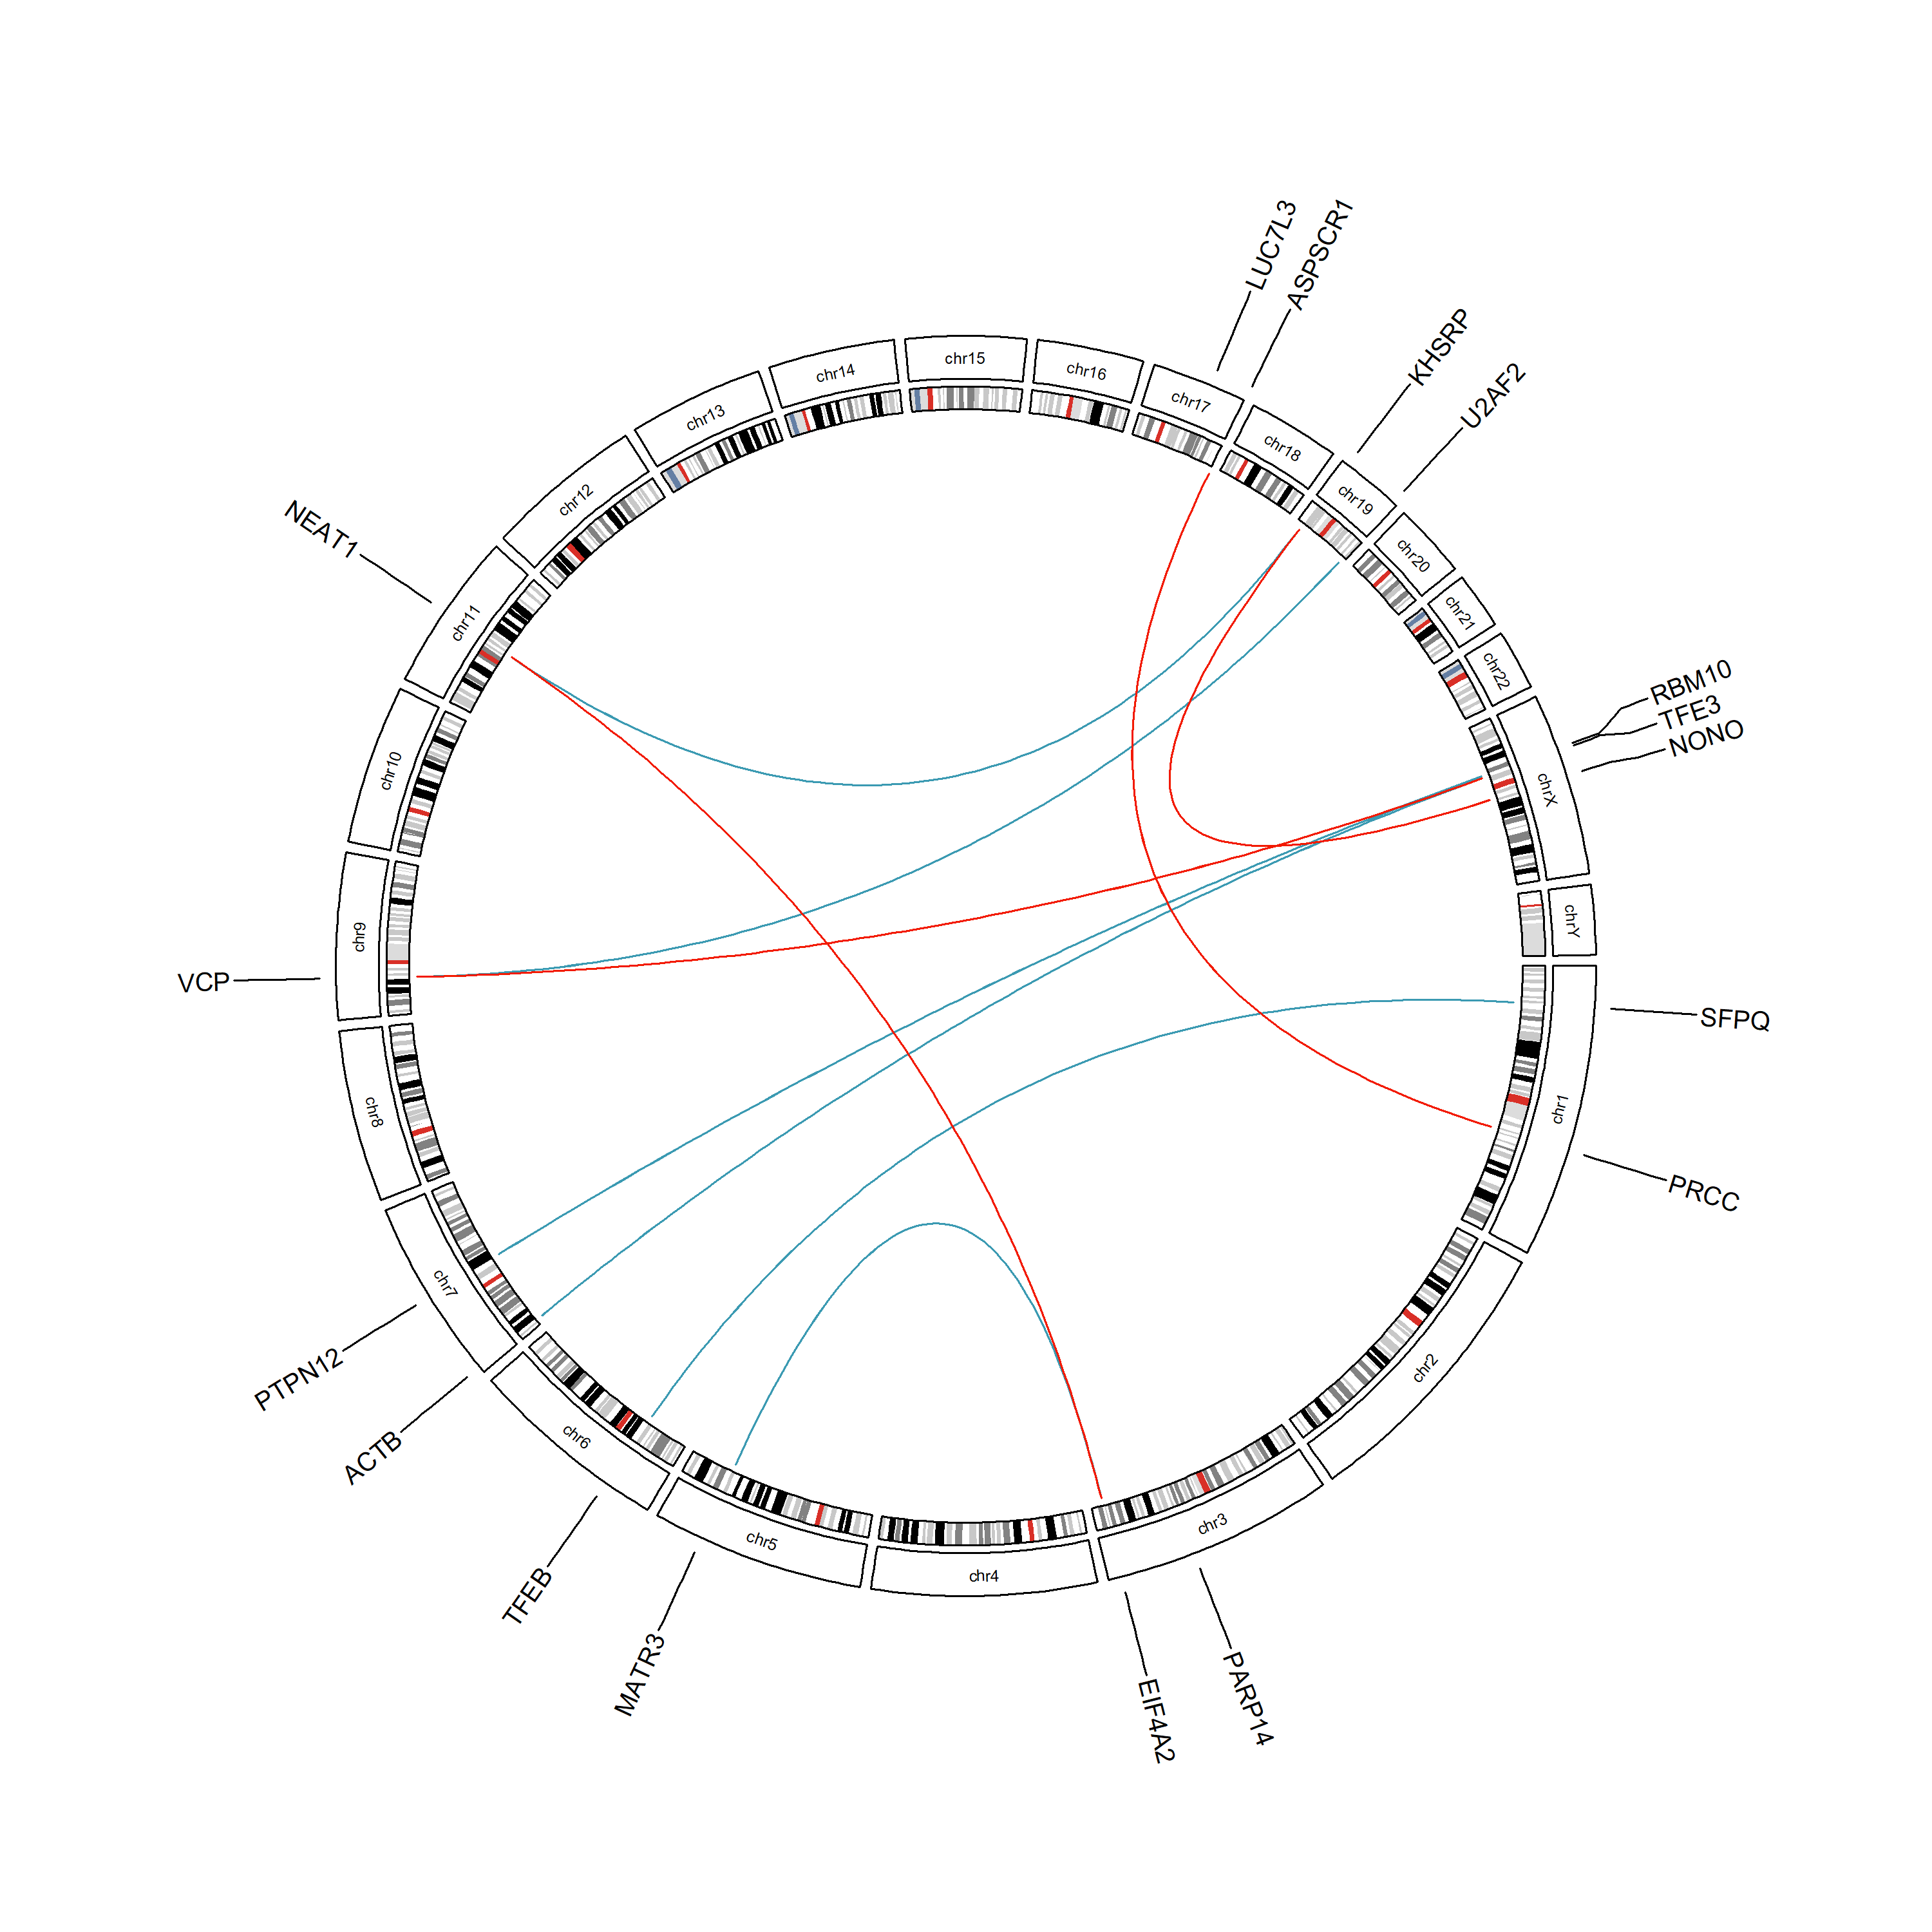 LUC7L3
ASPSCR1
KHSRP
U2AF2
RBM10
TFE3
NONO
SFPQ
PRCC
PARP14
EIF4A2
MATR3
TFEB
ACTB
PTPN12
VCP
NEAT1
chr1
chr2
chr3
chr4
chr5
chr6
chr7
chr8
chr9
chr10
chr11
chr12
chr13
chr14
chr15
chr16
chr17
chr18
chr19
chr20
chr21
chr22
chrX
chrY